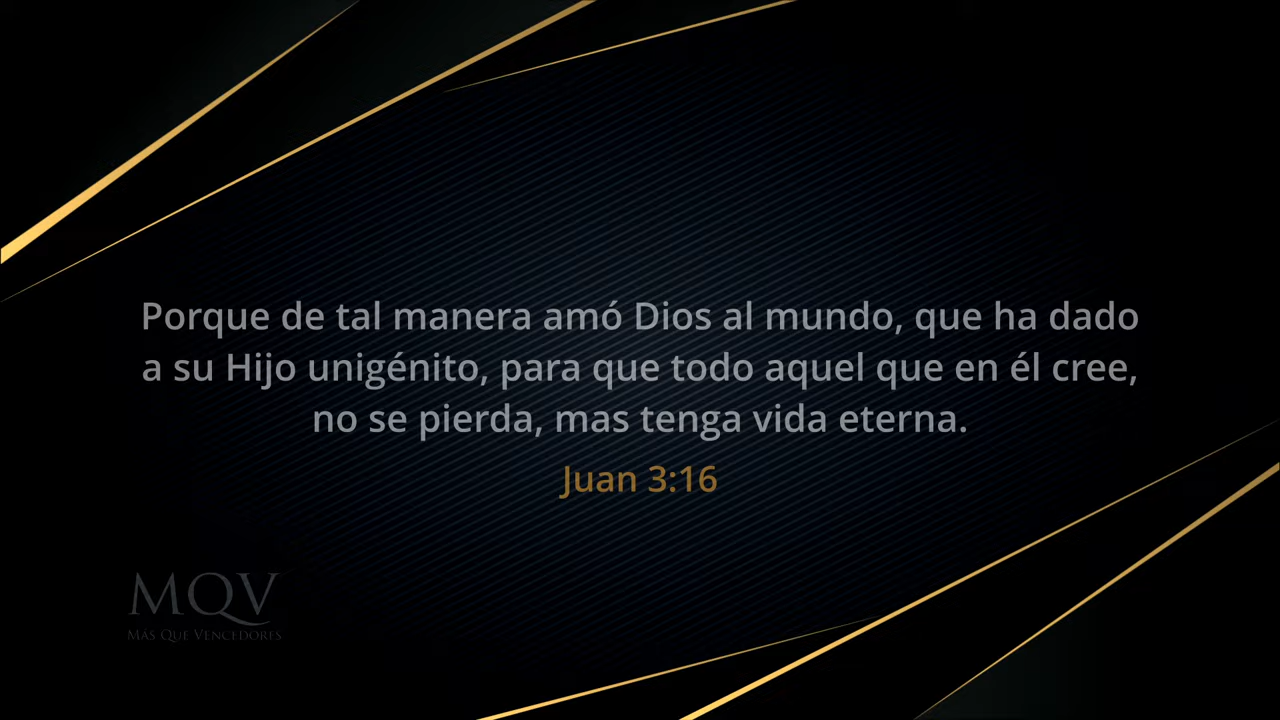 Porque de tal manera amó Dios al mundo, que ha dado
a su Hijo unigénito, para que todo aquel que en él cree,
no se pierda, mas tenga vida eterna.
Juan 3:16
MQV
MÁS QUE VENCEDORES